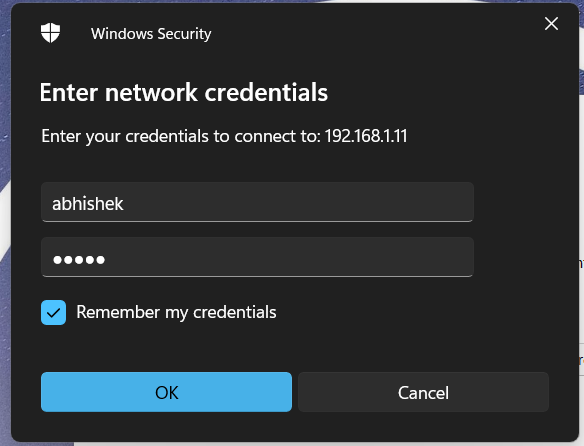 Windows Security
Enter network credentials
Enter your credentials to connect to: 192.168.1.11
abhishek
●●●●●
Remember my credentials
OK
Cancel